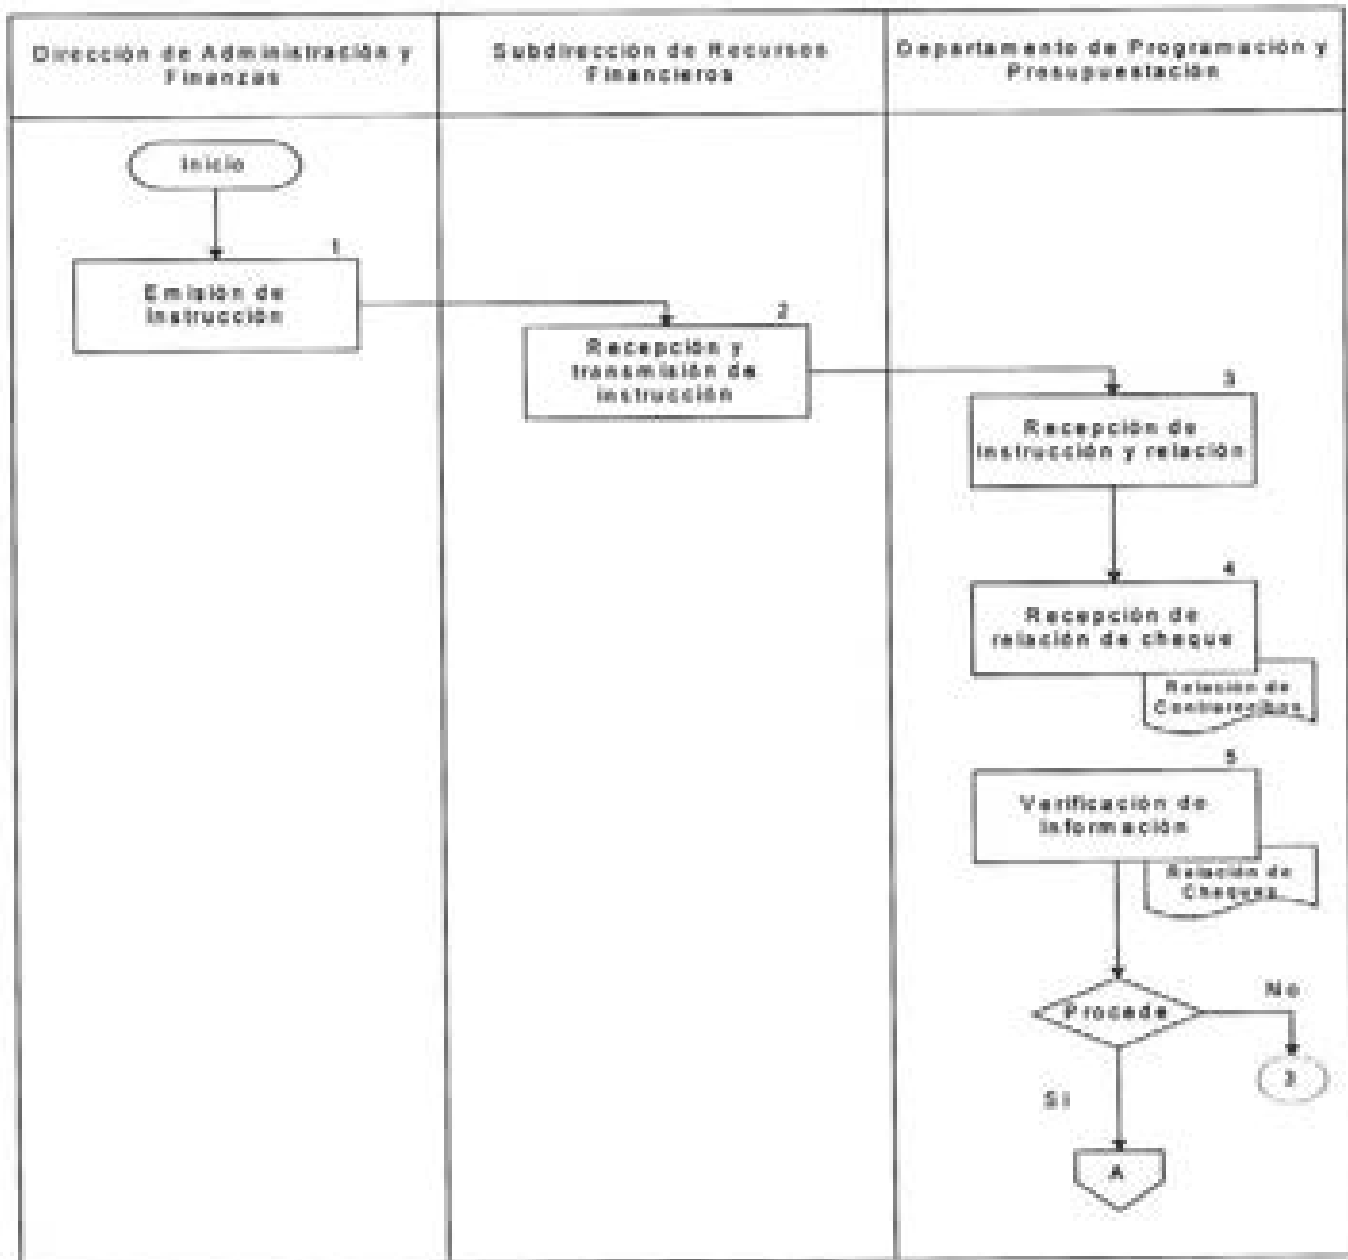 Dirección de Administración y
Finanzas
Subdirección de Recursos
Financieros
Departamento de Programación y
Presupuestación
Inicio
1
Emisión de
instrucción
2
Recepción y
transmisión de
instrucción
3
Recepción de
instrucción y relación
4
Recepción de
relación de cheque
Relación de
Contrarecibos
5
Verificación de
información
Relación de
Cheques
Procede
No
3
Si
A